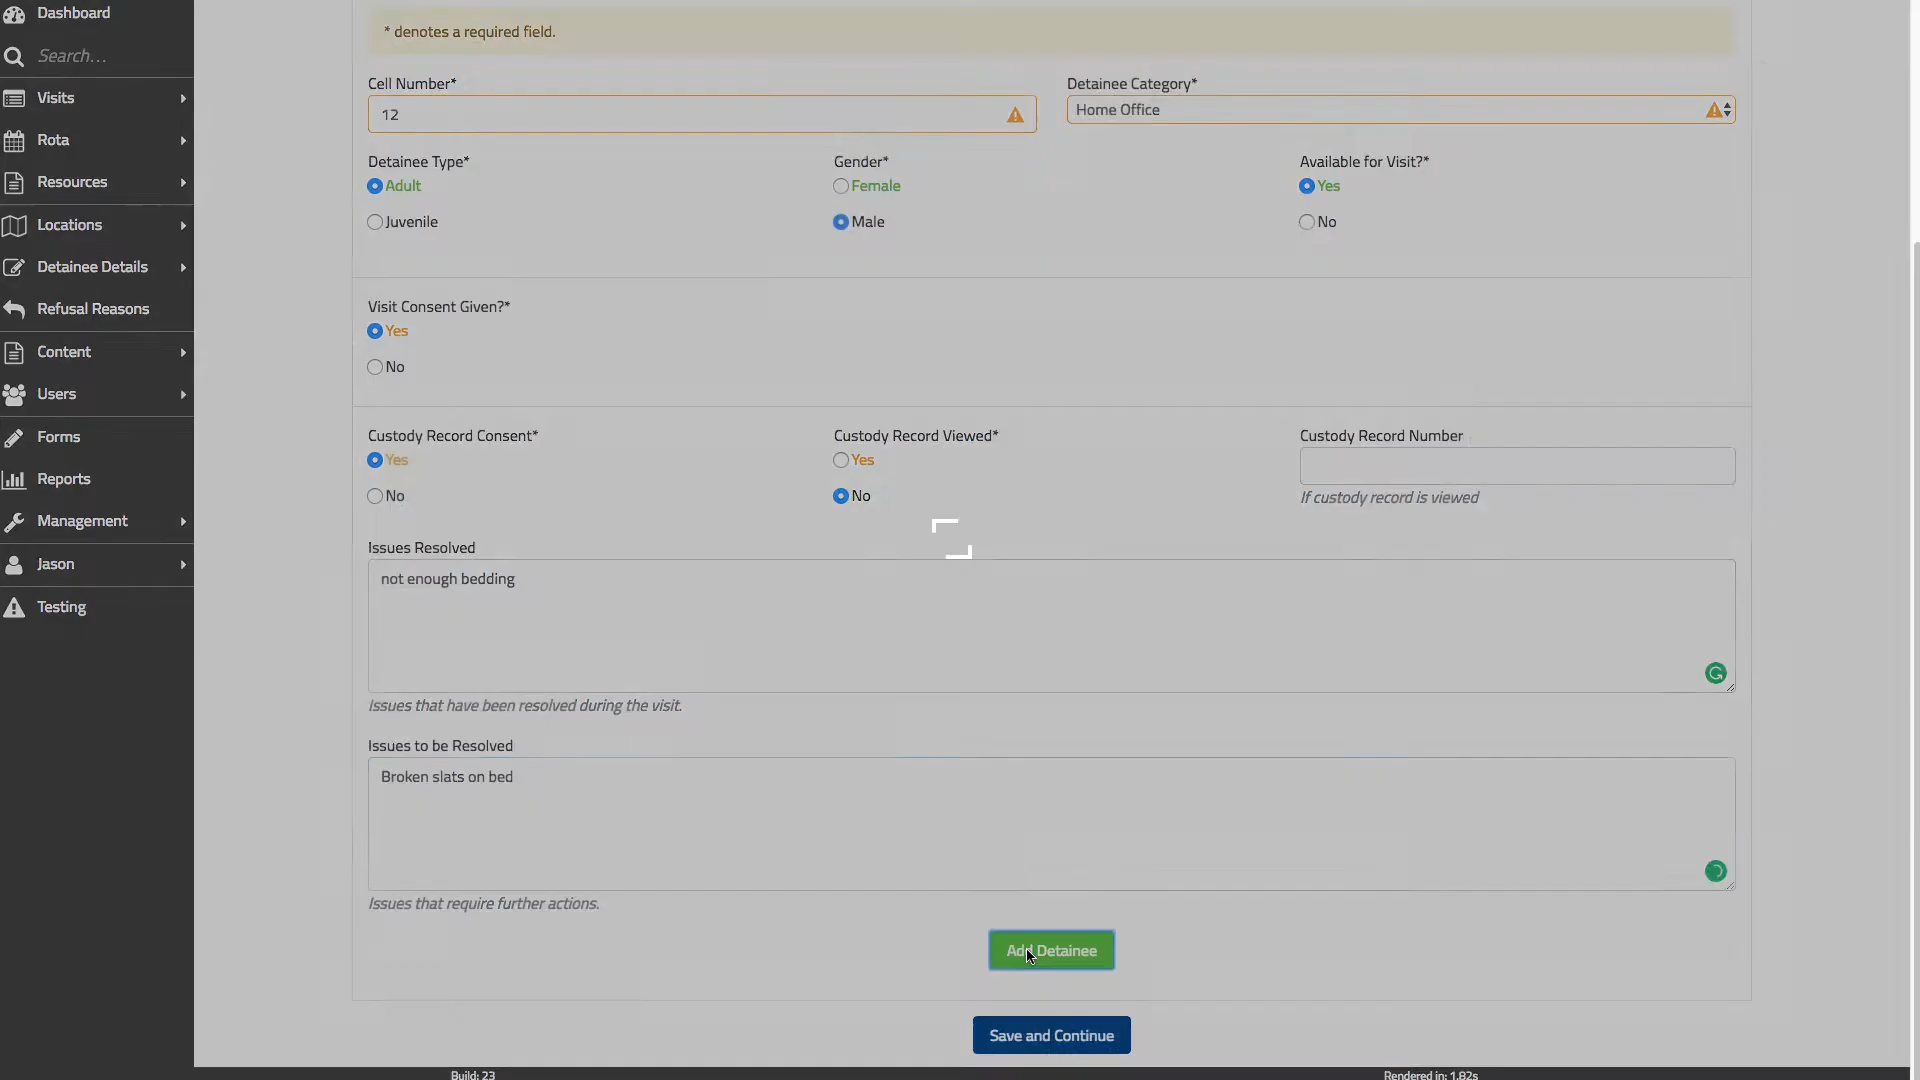 Dashboard
Search...
Visits
Rota
Resources
Locations
Detainee Details
Refusal Reasons
Content
Users
Forms
Reports
Management
Jason
Testing
* denotes a required field.
Cell Number*
Detainee Category*
12
Home Office
Detainee Type*
Gender*
Available for Visit?*
Adult
Female
Yes
Juvenile
Male
No
Visit Consent Given?*
Yes
No
Custody Record Consent*
Custody Record Viewed*
Custody Record Number
Yes
Yes
No
No
If custody record is viewed
Issues Resolved
not enough bedding
Issues that have been resolved during the visit.
Issues to be Resolved
Broken slats on bed
Issues that require further actions.
Add Detainee
Save and Continue
Build: 23
Rendered in: 1.82s